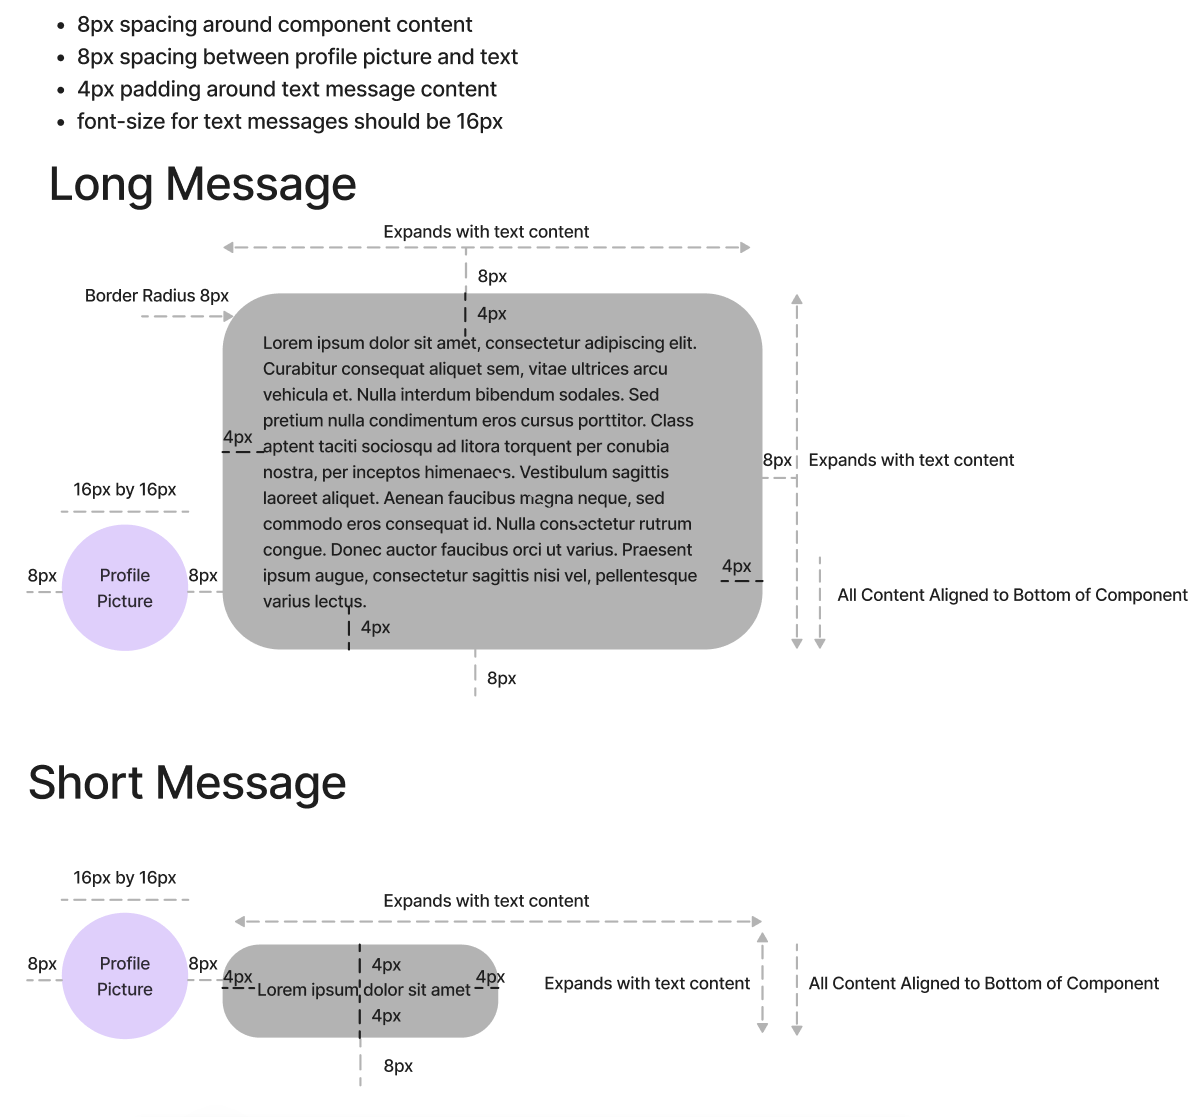 • 8px spacing around component content
• 8px spacing between profile picture and text
• 4px padding around text message content
• font-size for text messages should be 16px
Long Message
Expands with text content
8px
Border Radius 8px
4px
Lorem ipsum dolor sit amet, consectetur adipiscing elit.
Curabitur consequat aliquet sem, vitae ultrices arcu
vehicula et. Nulla interdum bibendum sodales. Sed
pretium nulla condimentum eros cursus porttitor. Class
4px
aptent taciti sociosqu ad litora torquent per conubia
8px
Expands with text content
nostra, per inceptos himenaeos. Vestibulum sagittis
16px by 16px
laoreet aliquet. Aenean faucibus magna neque, sed
commodo eros consequat id. Nulla consectetur rutrum
congue. Donec auctor faucibus orci ut varius. Praesent
4px
8px
Profile
Picture
8px
ipsum augue, consectetur sagittis nisi vel, pellentesque
All Content Aligned to Bottom of Component
varius lectus.
4px
8px
Short Message
16px by 16px
Expands with text content
8px
Profile
Picture
8px
4px
4px
Lorem ipsum dolor sit amet
4px
4px
Expands with text content
All Content Aligned to Bottom of Component
8px